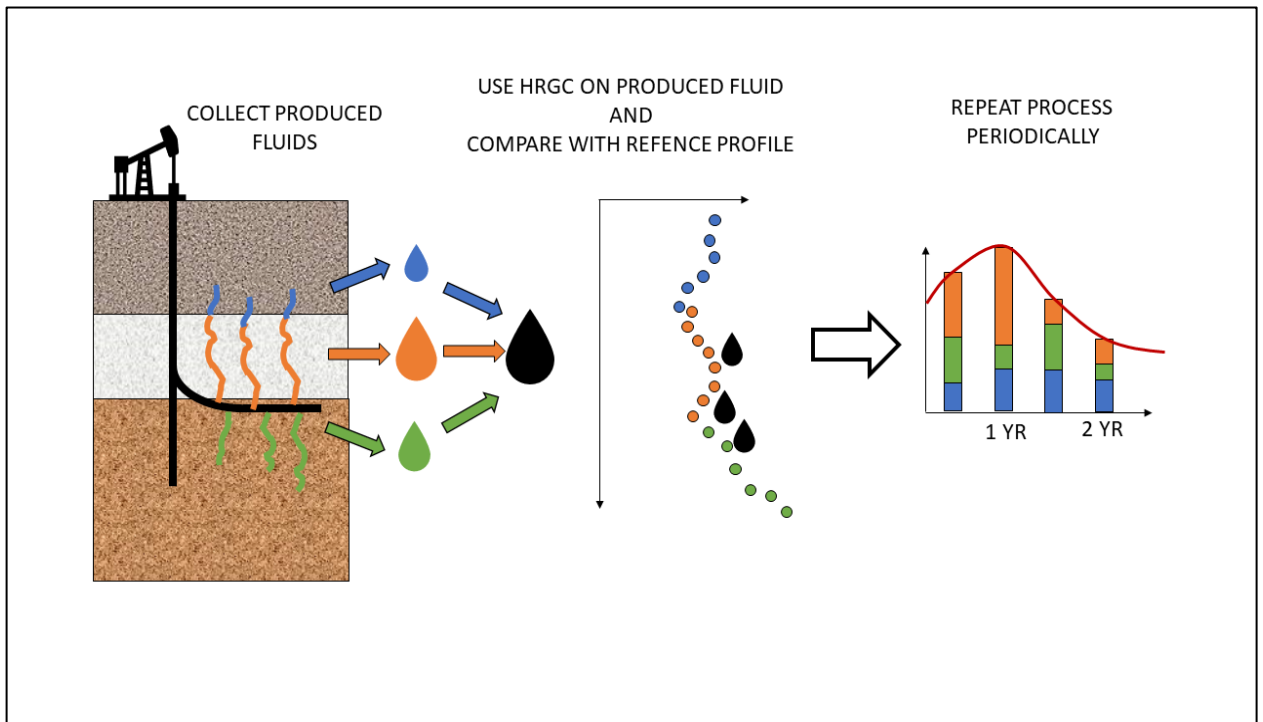 COLLECT PRODUCED
FLUIDS
USE HRGC ON PRODUCED FLUID
AND
COMPARE WITH REFENCE PROFILE
REPEAT PROCESS
PERIODICALLY
1 YR
2 YR